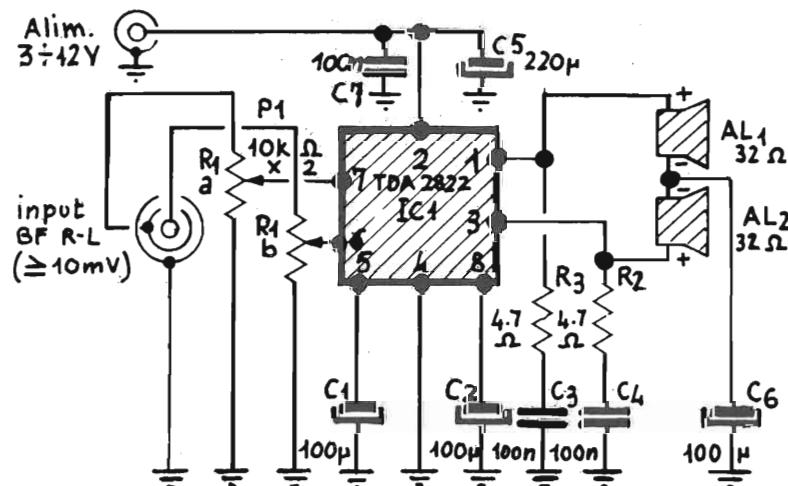 Alim.
3÷12V
100n
C7
C5
220μ
P1
10k Ω
x 2
R1
a
R1
b
input
BF R-L
(≥10mV)
2
1
7
TDA 2822
IC1
3
6
5
4
8
+
-
AL1
32Ω
-
AL2
32Ω
+
R3
R2
4.7
Ω
4.7
Ω
C1
100μ
C2
100μ
C3
100n
C4
100n
C6
100 μ